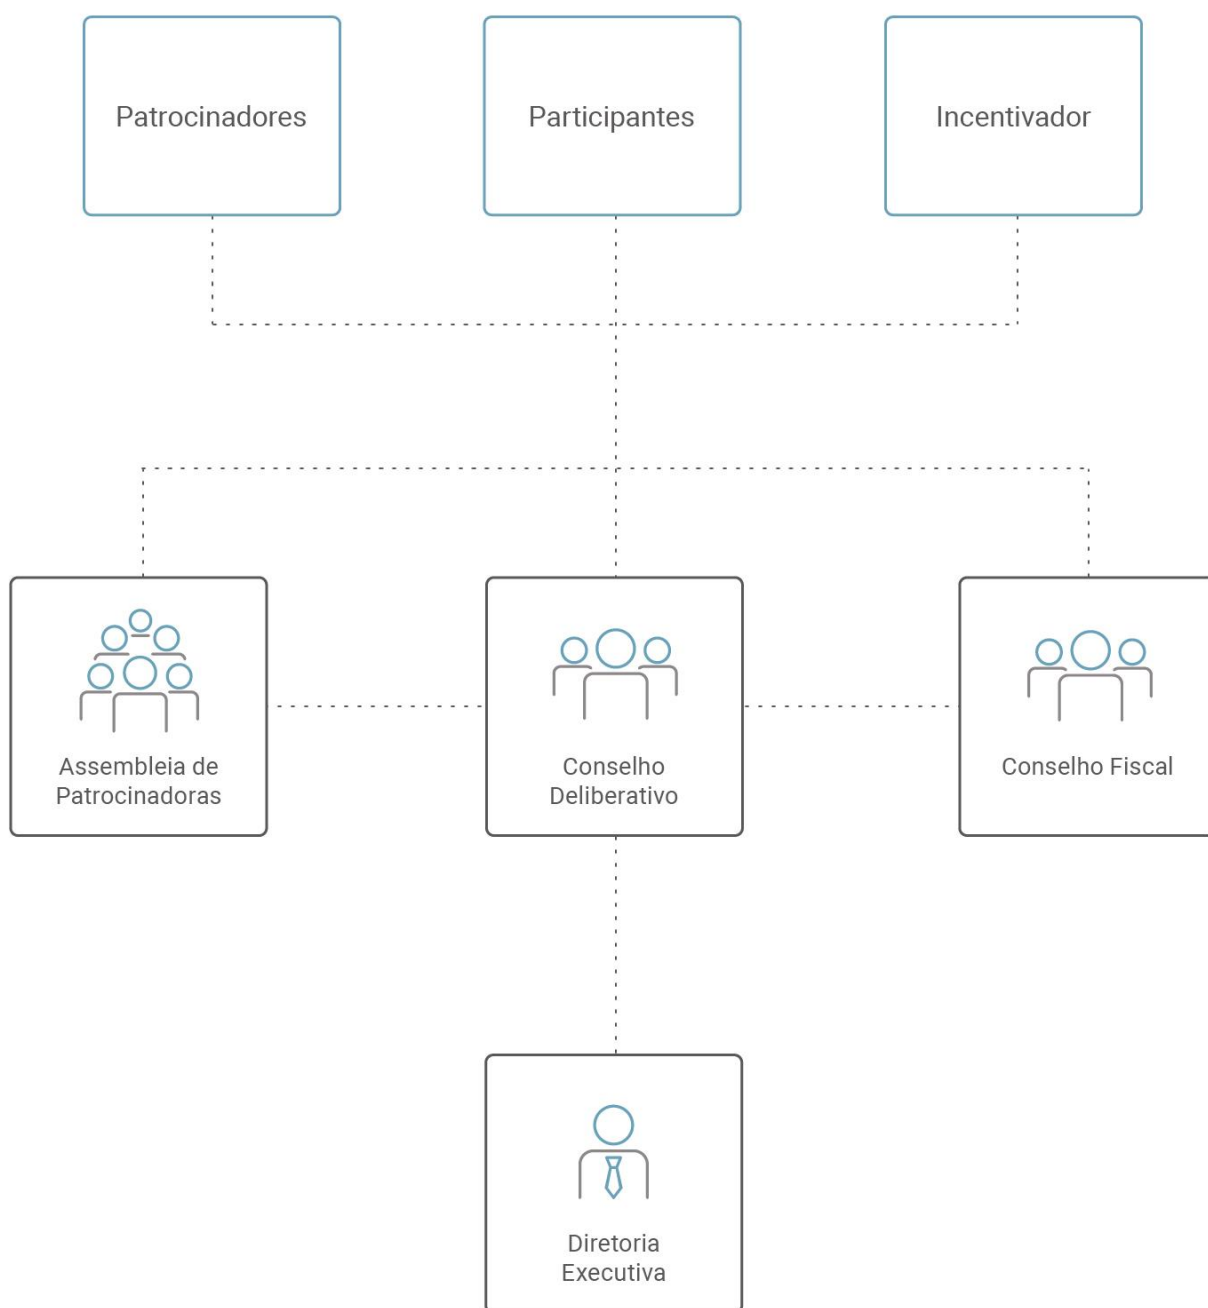 Patrocinadores
Participantes
Incentivador
Assembleia de
Patrocinadoras
Conselho
Deliberativo
Conselho Fiscal
Diretoria
Executiva